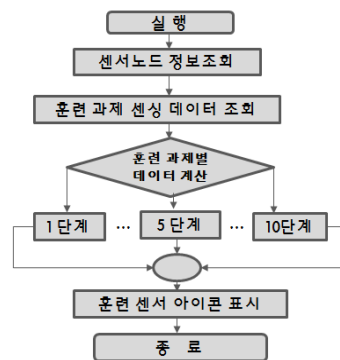 실 행
센서노드 정보조회
훈련 과제 센싱 데이터 조회
훈련 과제별
데이터 계산
1단계 ... 5단계 ... 10단계
훈련 센서 아이콘 표시
종 료